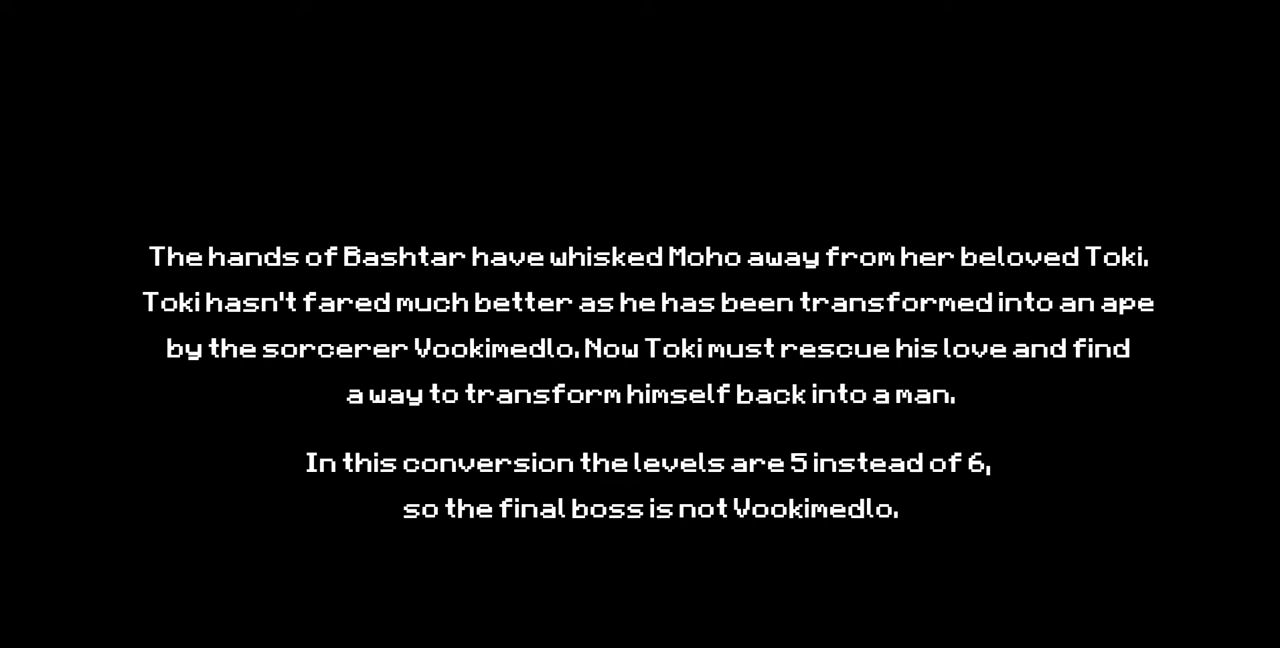 The hands of Bashtar have whisked Moho away from her beloved Toki.
Toki hasn't fared much better as he has been transformed into an ape
by the sorcerer Vookimedlo. Now Toki must rescue his love and find
a way to transform himself back into a man.
In this conversion the levels are 5 instead of 6,
so the final boss is not Vookimedlo.